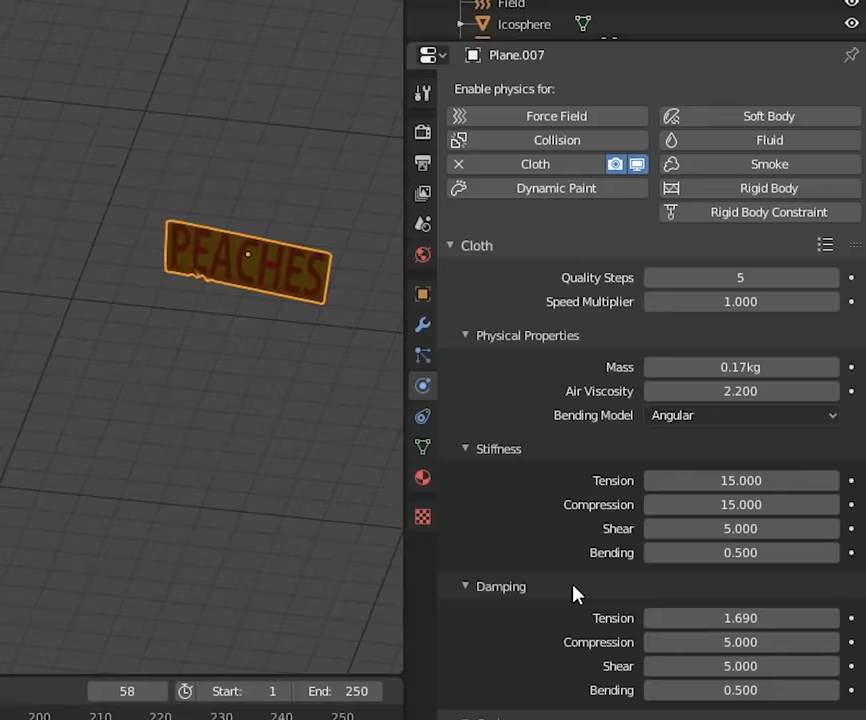 Field
Icosphere
Plane.007
Enable physics for:
Force Field Soft Body
Collision Fluid
Cloth Smoke
Dynamic Paint Rigid Body
Rigid Body Constraint
Cloth
Quality Steps 5
Speed Multiplier 1.000
Physical Properties
Mass 0.17kg
Air Viscosity 2.200
Bending Model Angular
Stiffness
Tension 15.000
Compression 15.000
Shear 5.000
Bending 0.500
Damping
Tension 1.690
Compression 5.000
Shear 5.000
Bending 0.500
PEACHES
58 Start: 1 End: 250
200 210 220 230 240 250